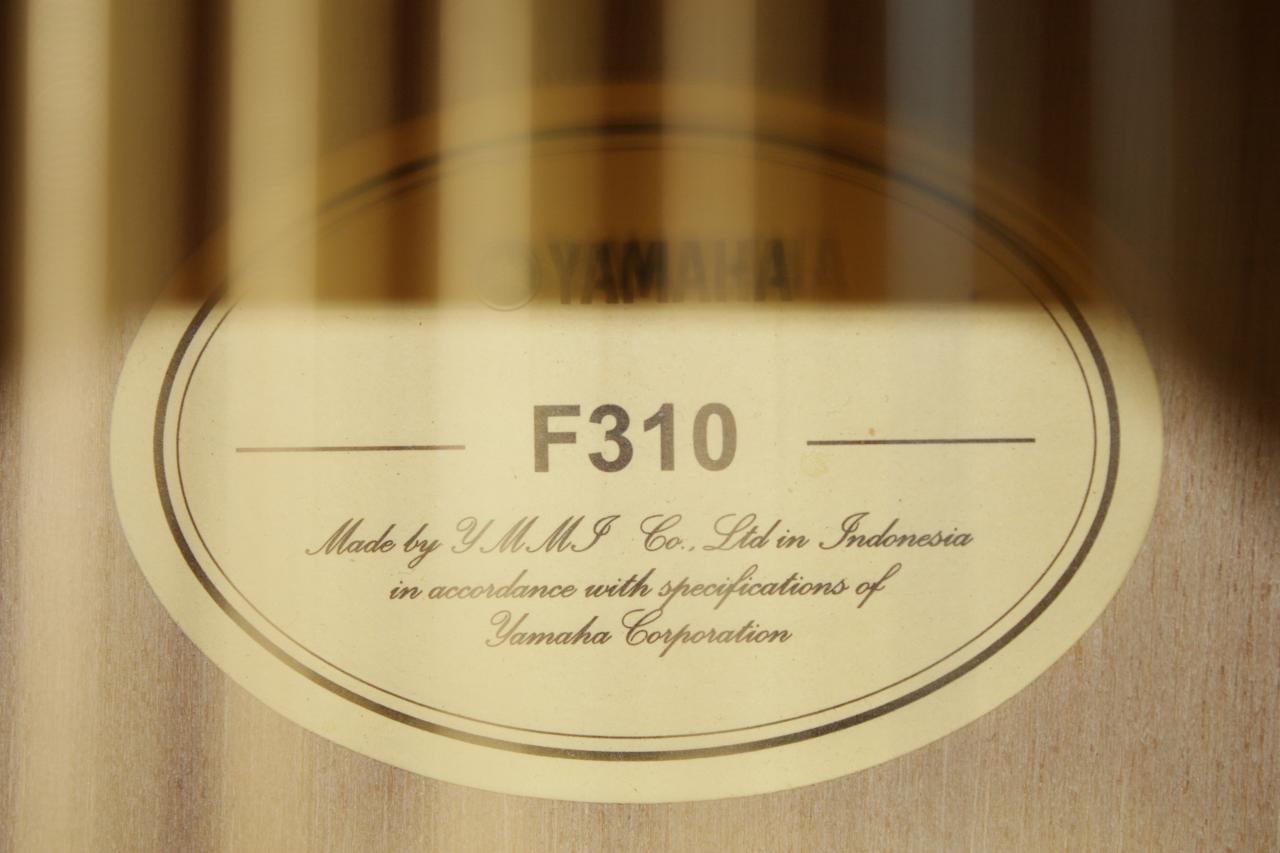 YAMAHA
F310
Made by YMMI Co., Ltd in Indonesia
in accordance with specifications of
Yamaha Corporation